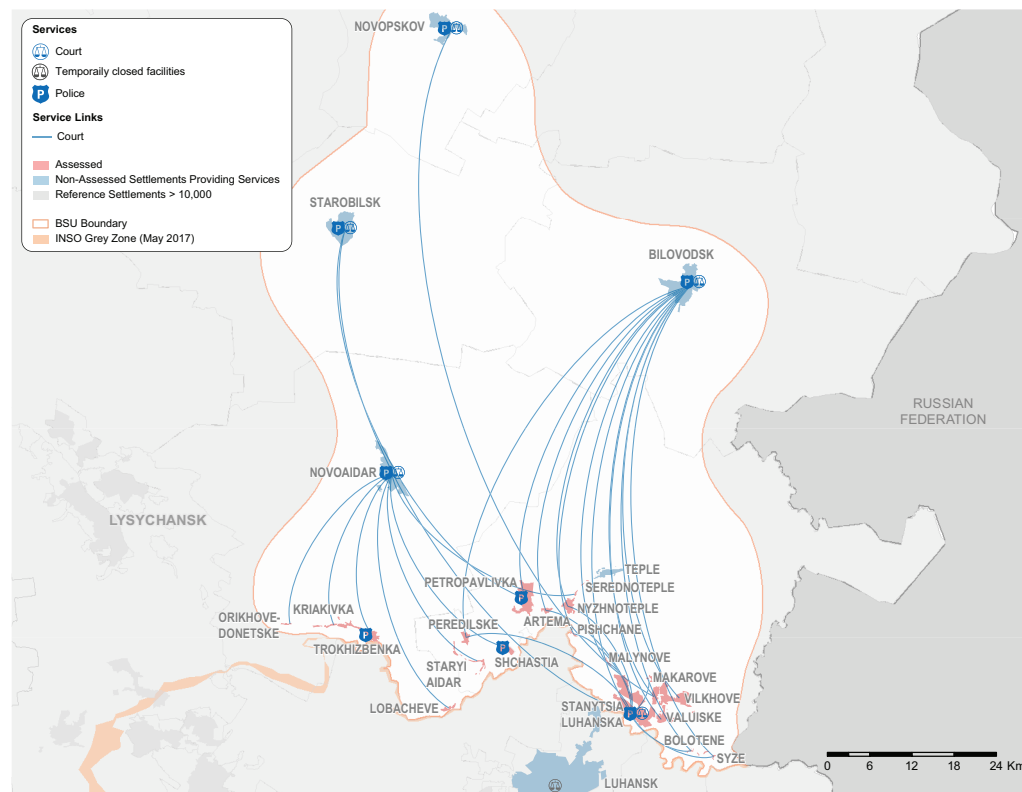 Services
Court
Temporaily closed facilities
P
Police
Service Links
Court
Assessed
Non-Assessed Settlements Providing Services
Reference Settlements > 10,000
BSU Boundary
INSO Grey Zone (May 2017)
NOVOPSKOV
P
STAROBILSK
P
BILOVODSK
P
RUSSIAN
FEDERATION
NOVOAIDAR
P
LYSYCHANSK
TEPLE
PETROPAVLIVKA
SEREDNOTEPLE
P
KRIAKIVKA
NYZHNOTEPLE
ORIKHOVE-
DONETSKE
PEREDILSKE
ARTEMA
PISHCHANE
P
TROKHIZBENKA
P
STARYI
AIDAR
SHCHASTIA
MALYNOVE
MAKAROVE
VILKHOVE
LOBACHEVE
STANYTSIA
LUHANSKA
P
VALUISKE
BOLOTENE
SYZE
LUHANSK
0 6 12 18 24 Km